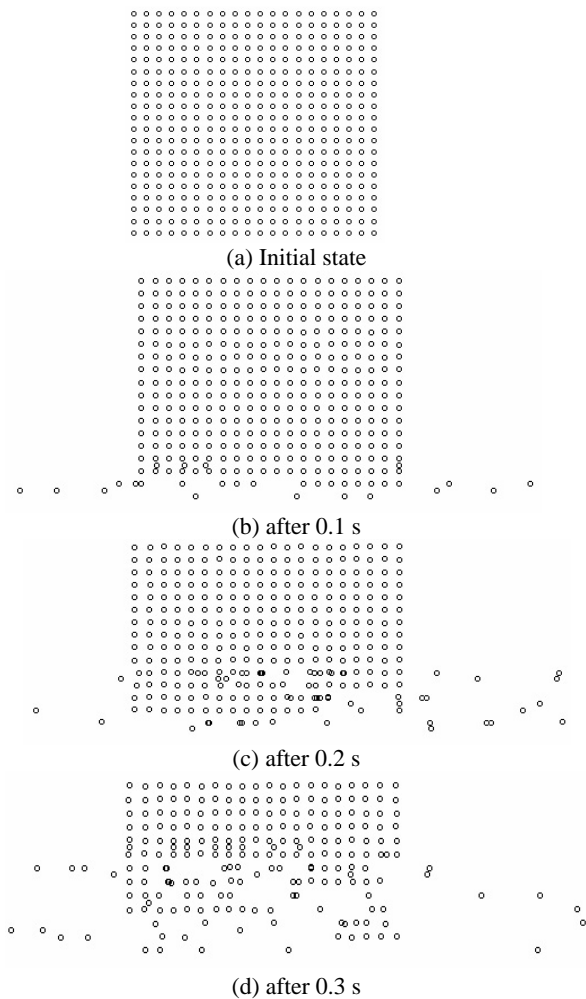 (a) Initial state
(b) after 0.1 s
(c) after 0.2 s
(d) after 0.3 s